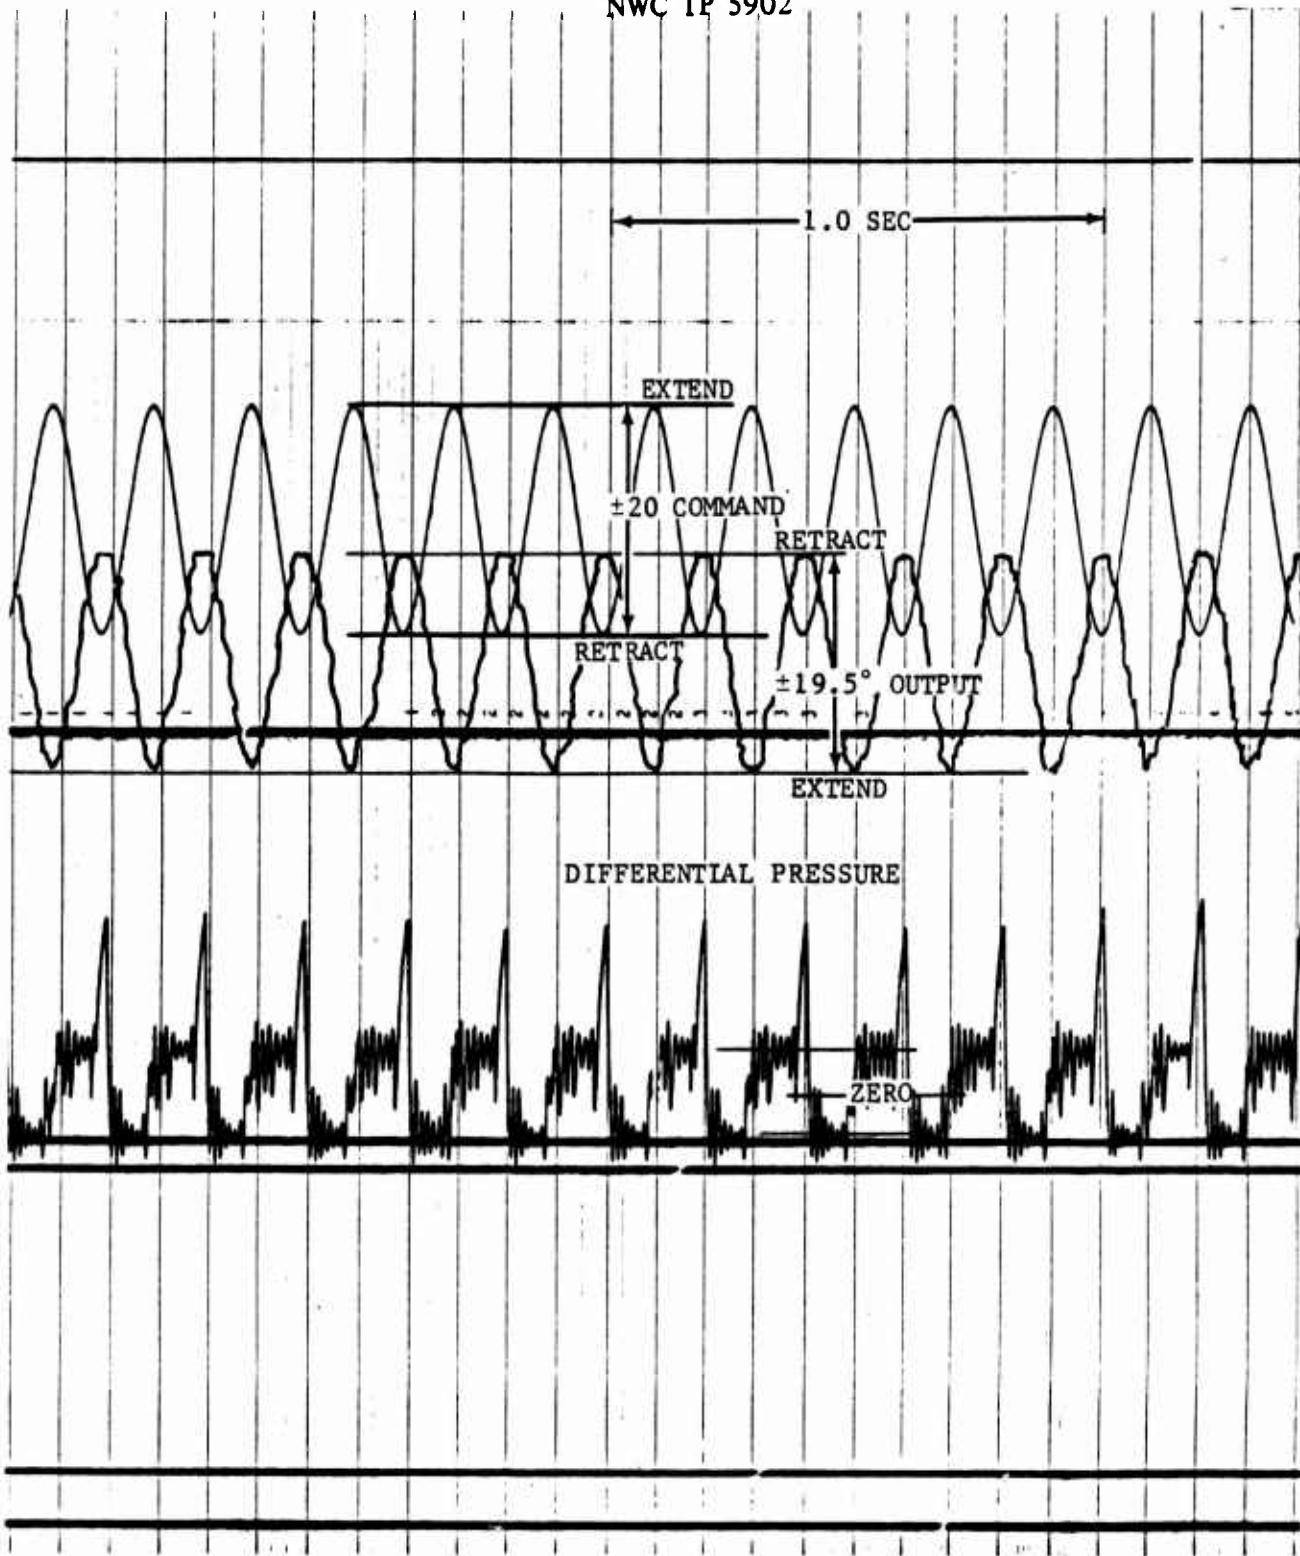 NWC TP 5902
1.0 SEC
EXTEND
±20 COMMAND
RETRACT
RETRACT
±19.5° OUTPUT
EXTEND
DIFFERENTIAL PRESSURE
ZERO